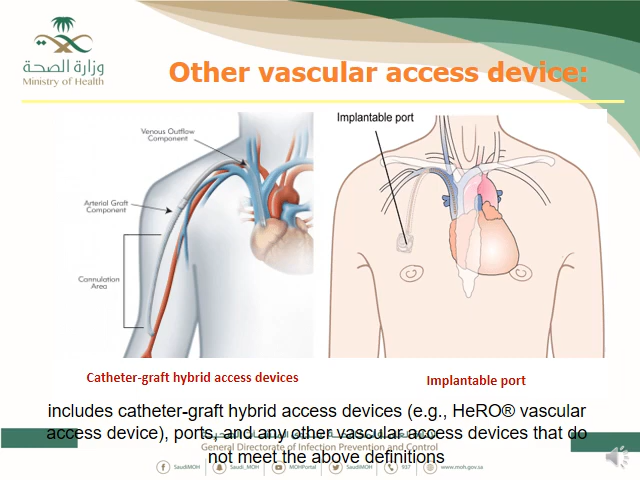 وزارة الصحة
Ministry of Health
Other vascular access device:
Venous Outflow
Component
Arterial Graft
Component
Cannulation
Area
Implantable port
Catheter-graft hybrid access devices
Implantable port
includes catheter-graft hybrid access devices (e.g., HeRO® vascular
access device), ports, and any other vascular access devices that do
not meet the above definitions
General Directorate of Infection Prevention and Control
SaudiMOH
Saudi_MOH
MOHPortal
SaudiMOH
937
www.moh.gov.sa